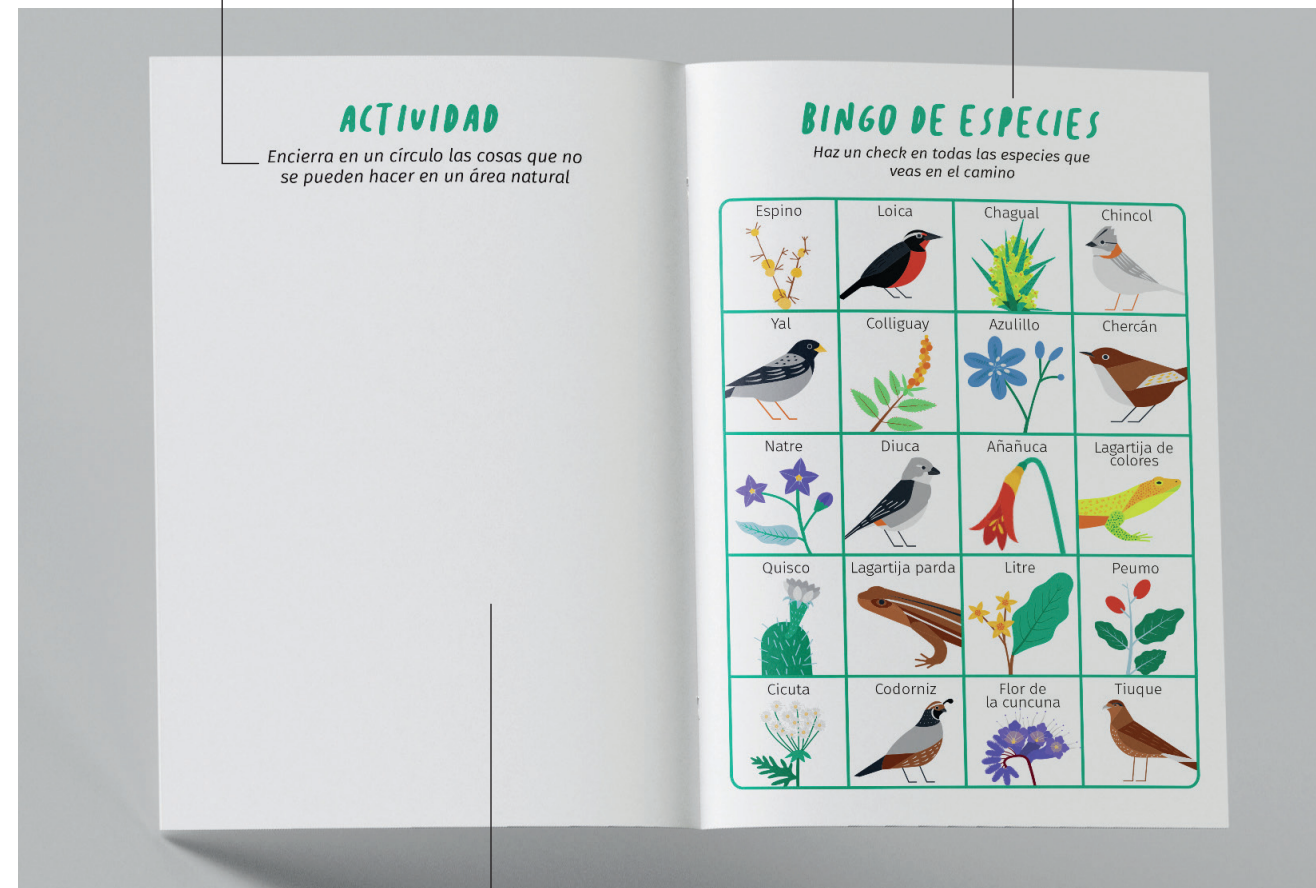 ACTIVIDAD
Encierra en un círculo las cosas que no
se pueden hacer en un área natural
BINGO DE ESPECIES
Haz un check en todas las especies que
veas en el camino
Espino
Loica
Chagual
Chincol
Yal
Colliguay
Azulillo
Chercán
Natre
Diuca
Añañuca
Lagartija de
colores
Quisco
Lagartija parda
Litre
Peumo
Cicuta
Codorniz
Flor de
la cuncuna
Tiuque